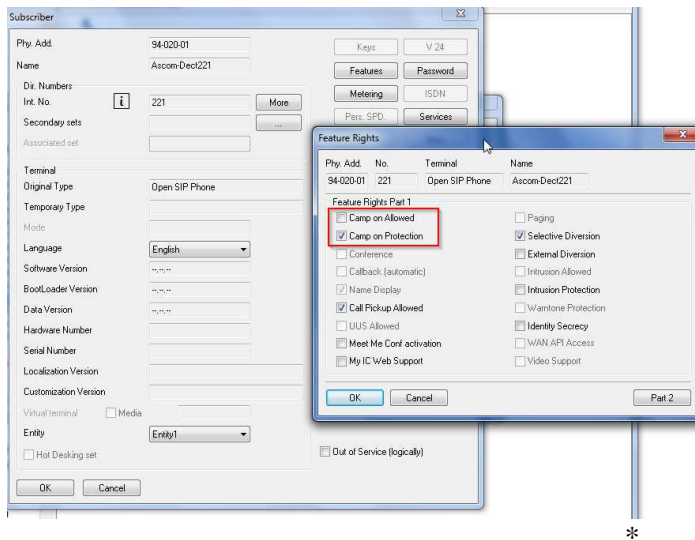 Subscriber
Phy. Add. 94-020-01 Keys V 24
Name Ascom-Dect221 Features Password
Dir. Numbers Metering ISDN
Int. No. i 221 More
Secondary sets ... Pers. SPD. Services
Associated set
Terminal
Original Type Open SIP Phone
Temporary Type
Mode
Language English
Software Version --.--.--
BootLoader Version --.--.--
Data Version --.--.--
Hardware Number
Serial Number
Localization Version
Customization Version
Virtual terminal Media
Entity Entity1
Hot Desking set Out of Service (logically)
OK Cancel
Feature Rights
Phy. Add. No. Terminal Name
94-020-01 221 Open SIP Phone Ascom-Dect221
Feature Rights Part 1
Camp on Allowed Paging
Camp on Protection Selective Diversion
Conference External Diversion
Callback (automatic) Intrusion Allowed
Name Display Intrusion Protection
Call Pickup Allowed Warntone Protection
UUS Allowed Identity Secrecy
Meet Me Conf activation WAN API Access
My IC Web Support Video Support
OK Cancel Part 2
*